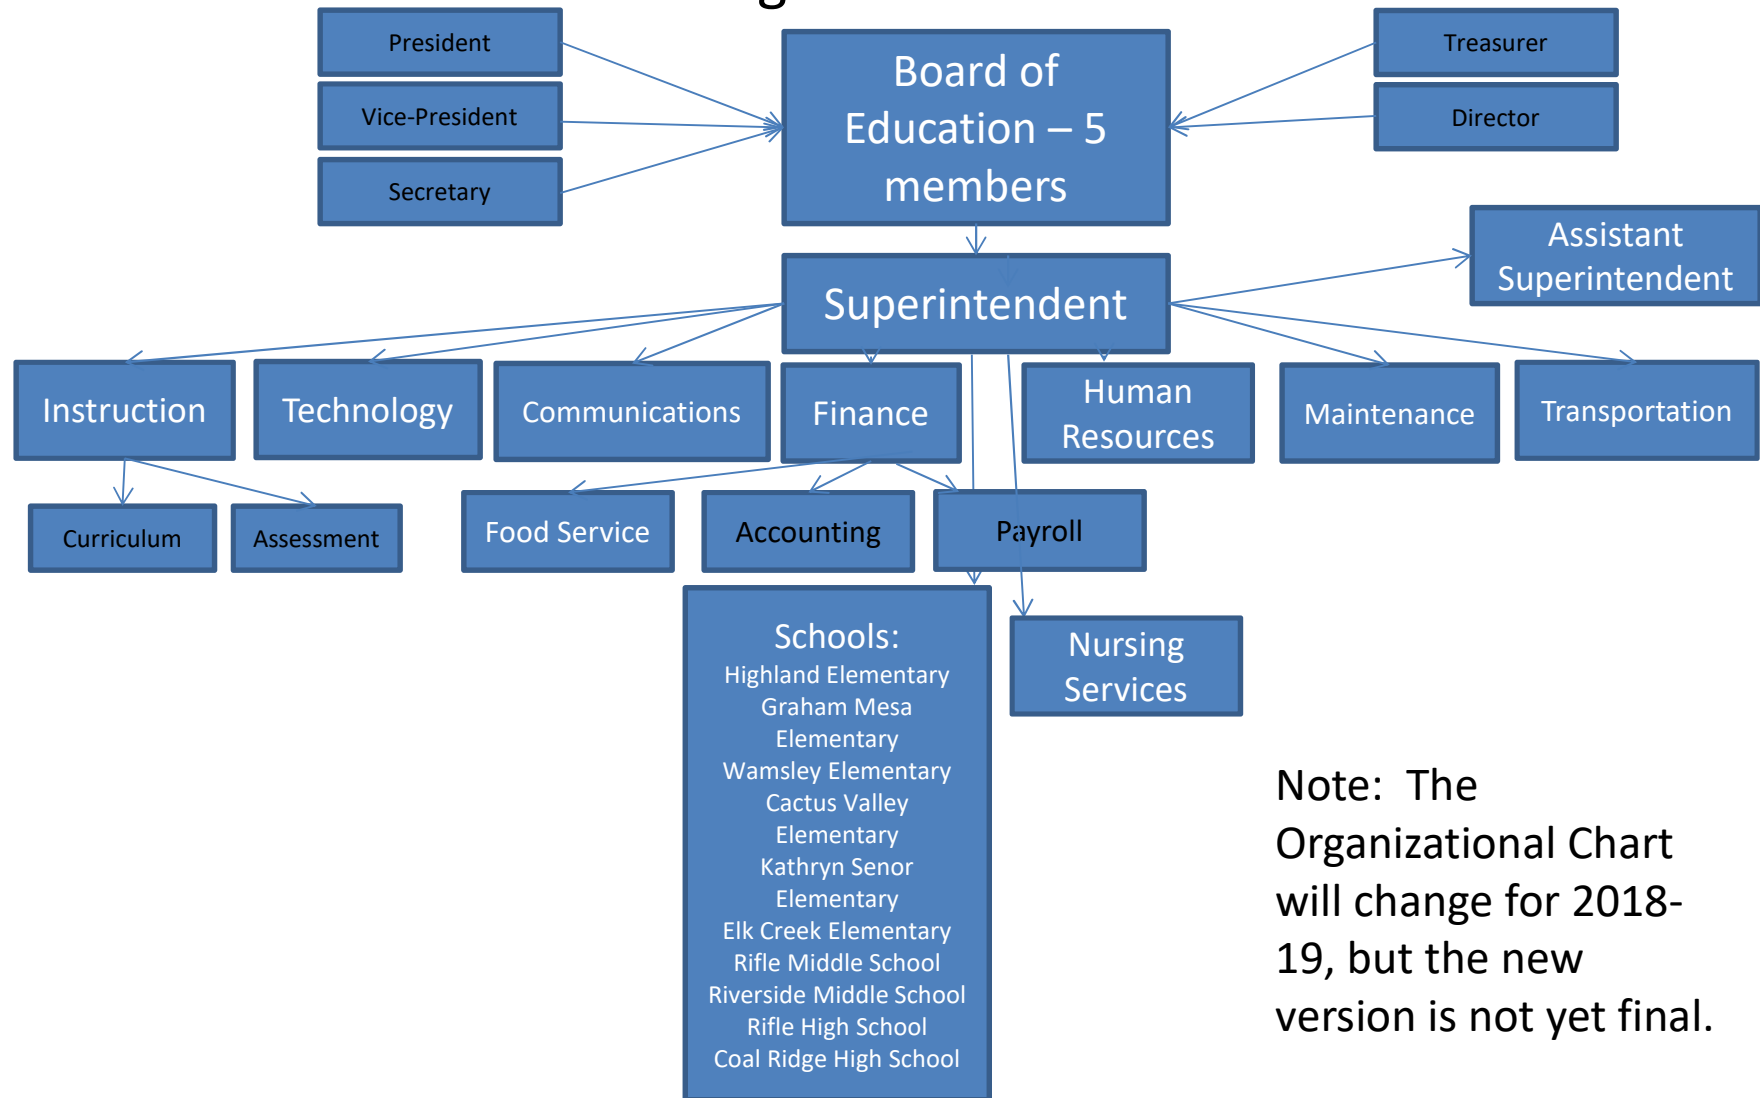 President
Vice-President
Secretary
Board of
Education – 5
members
Treasurer
Director
Assistant
Superintendent
Superintendent
Instruction
Technology
Communications
Finance
Human
Resources
Maintenance
Transportation
Curriculum
Assessment
Food Service
Accounting
Payroll
Schools:
Highland Elementary
Graham Mesa
Elementary
Wamsley Elementary
Cactus Valley
Elementary
Kathryn Senor
Elementary
Elk Creek Elementary
Rifle Middle School
Riverside Middle School
Rifle High School
Coal Ridge High School
Nursing
Services
Note:  The
Organizational Chart
will change for 2018-
19, but the new
version is not yet final.